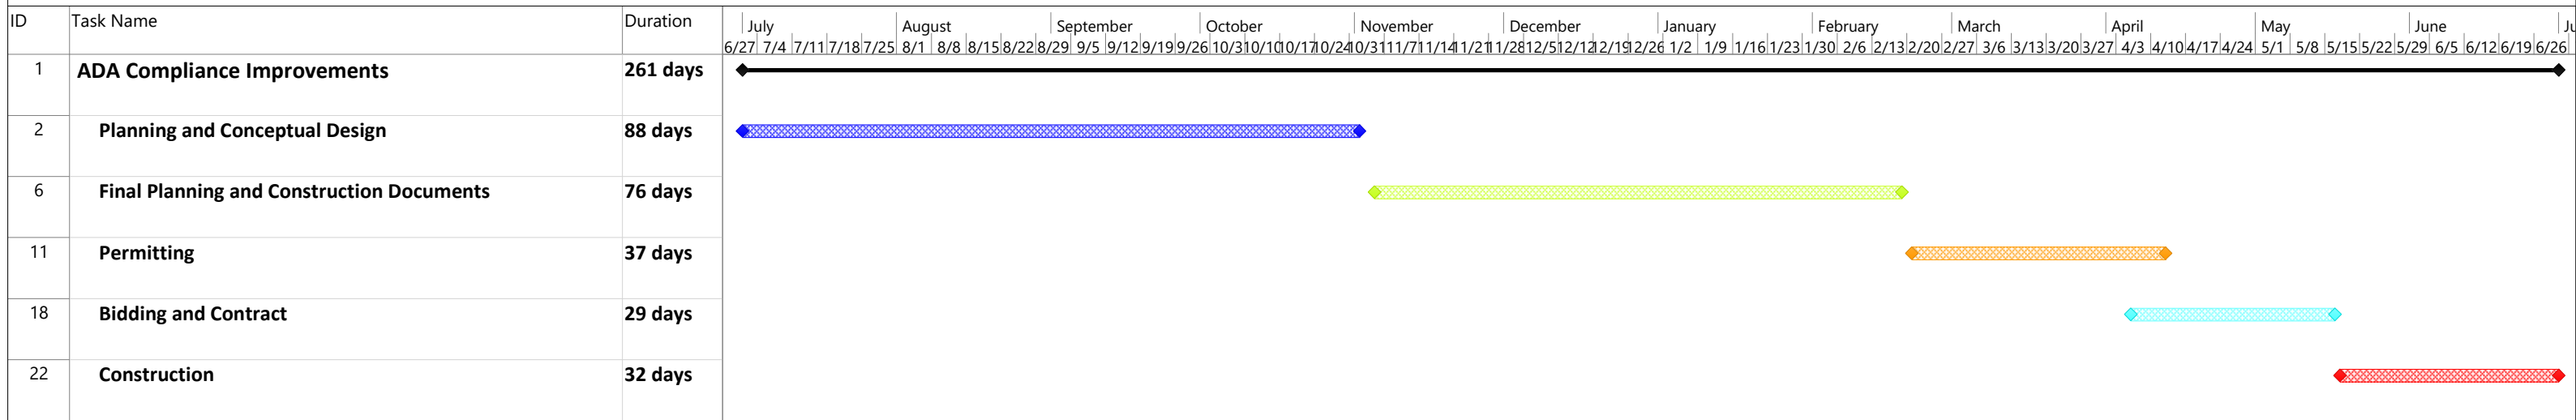 ID Task Name Duration July August September October November December January February March April May June Ju
6/27 7/4 7/11 7/18 7/25 8/1 8/8 8/15 8/22 8/29 9/5 9/12 9/19 9/26 10/3 10/10 10/17 10/24 10/31 11/7 11/14 11/21 11/28 12/5 12/12 12/19 12/26 1/2 1/9 1/16 1/23 1/30 2/6 2/13 2/20 2/27 3/6 3/13 3/20 3/27 4/3 4/10 4/17 4/24 5/1 5/8 5/15 5/22 5/29 6/5 6/12 6/19 6/26
1 ADA Compliance Improvements 261 days
2 Planning and Conceptual Design 88 days
6 Final Planning and Construction Documents 76 days
11 Permitting 37 days
18 Bidding and Contract 29 days
22 Construction 32 days